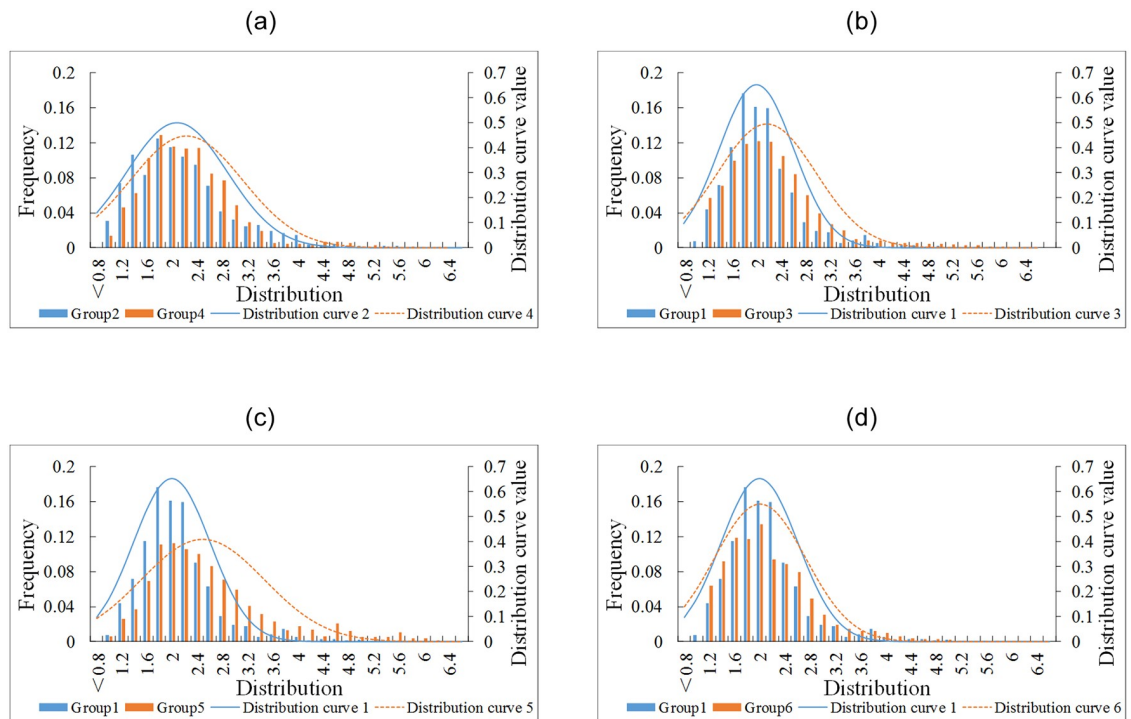 (a)
(b)
Frequency
0.2
0.16
0.12
0.08
0.04
0
0.7
0.6
0.5
0.4
0.3
0.2
0.1
0
Distribution curve value
<0.8 1.2 1.6 2 2.4 2.8 3.2 3.6 4 4.4 4.8 5.2 5.6 6 6.4
Distribution
Group2 Group4 Distribution curve 2 Distribution curve 4
Frequency
0.2
0.16
0.12
0.08
0.04
0
0.7
0.6
0.5
0.4
0.3
0.2
0.1
0
Distribution curve value
<0.8 1.2 1.6 2 2.4 2.8 3.2 3.6 4 4.4 4.8 5.2 5.6 6 6.4
Distribution
Group1 Group3 Distribution curve 1 Distribution curve 3
(c)
(d)
Frequency
0.2
0.16
0.12
0.08
0.04
0
0.7
0.6
0.5
0.4
0.3
0.2
0.1
0
Distribution curve value
<0.8 1.2 1.6 2 2.4 2.8 3.2 3.6 4 4.4 4.8 5.2 5.6 6 6.4
Distribution
Group1 Group5 Distribution curve 1 Distribution curve 5
Frequency
0.2
0.16
0.12
0.08
0.04
0
0.7
0.6
0.5
0.4
0.3
0.2
0.1
0
Distribution curve value
<0.8 1.2 1.6 2 2.4 2.8 3.2 3.6 4 4.4 4.8 5.2 5.6 6 6.4
Distribution
Group1 Group6 Distribution curve 1 Distribution curve 6